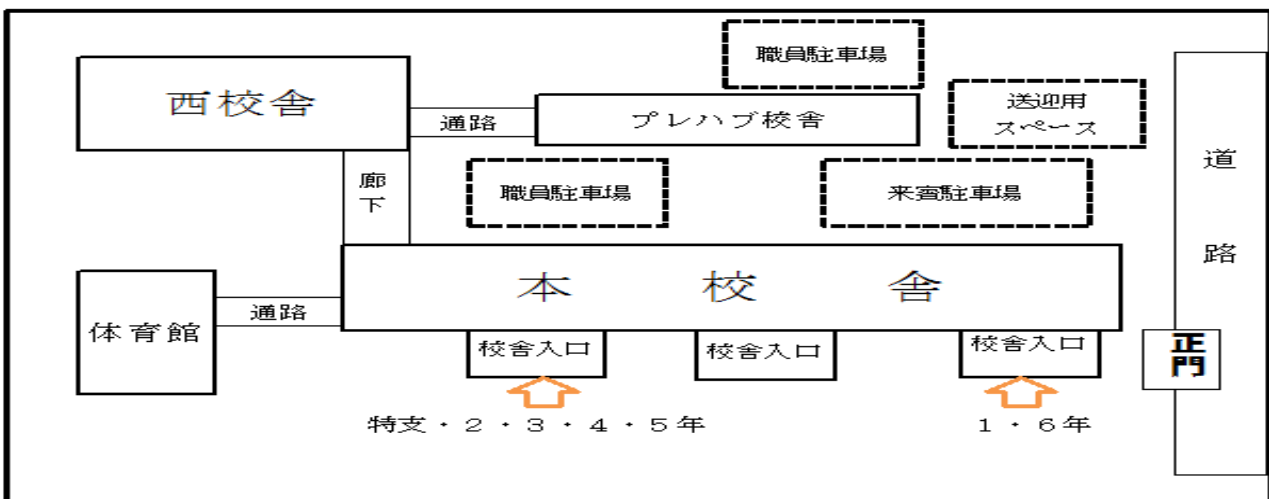 職員駐車場
西校舎
通路
プレハブ校舎
送迎用
スペース
道路
廊下
職員駐車場
来賓駐車場
本校舎
体育館
通路
校舎入口
校舎入口
校舎入口
正門
特支・２・３・４・５年
１・６年